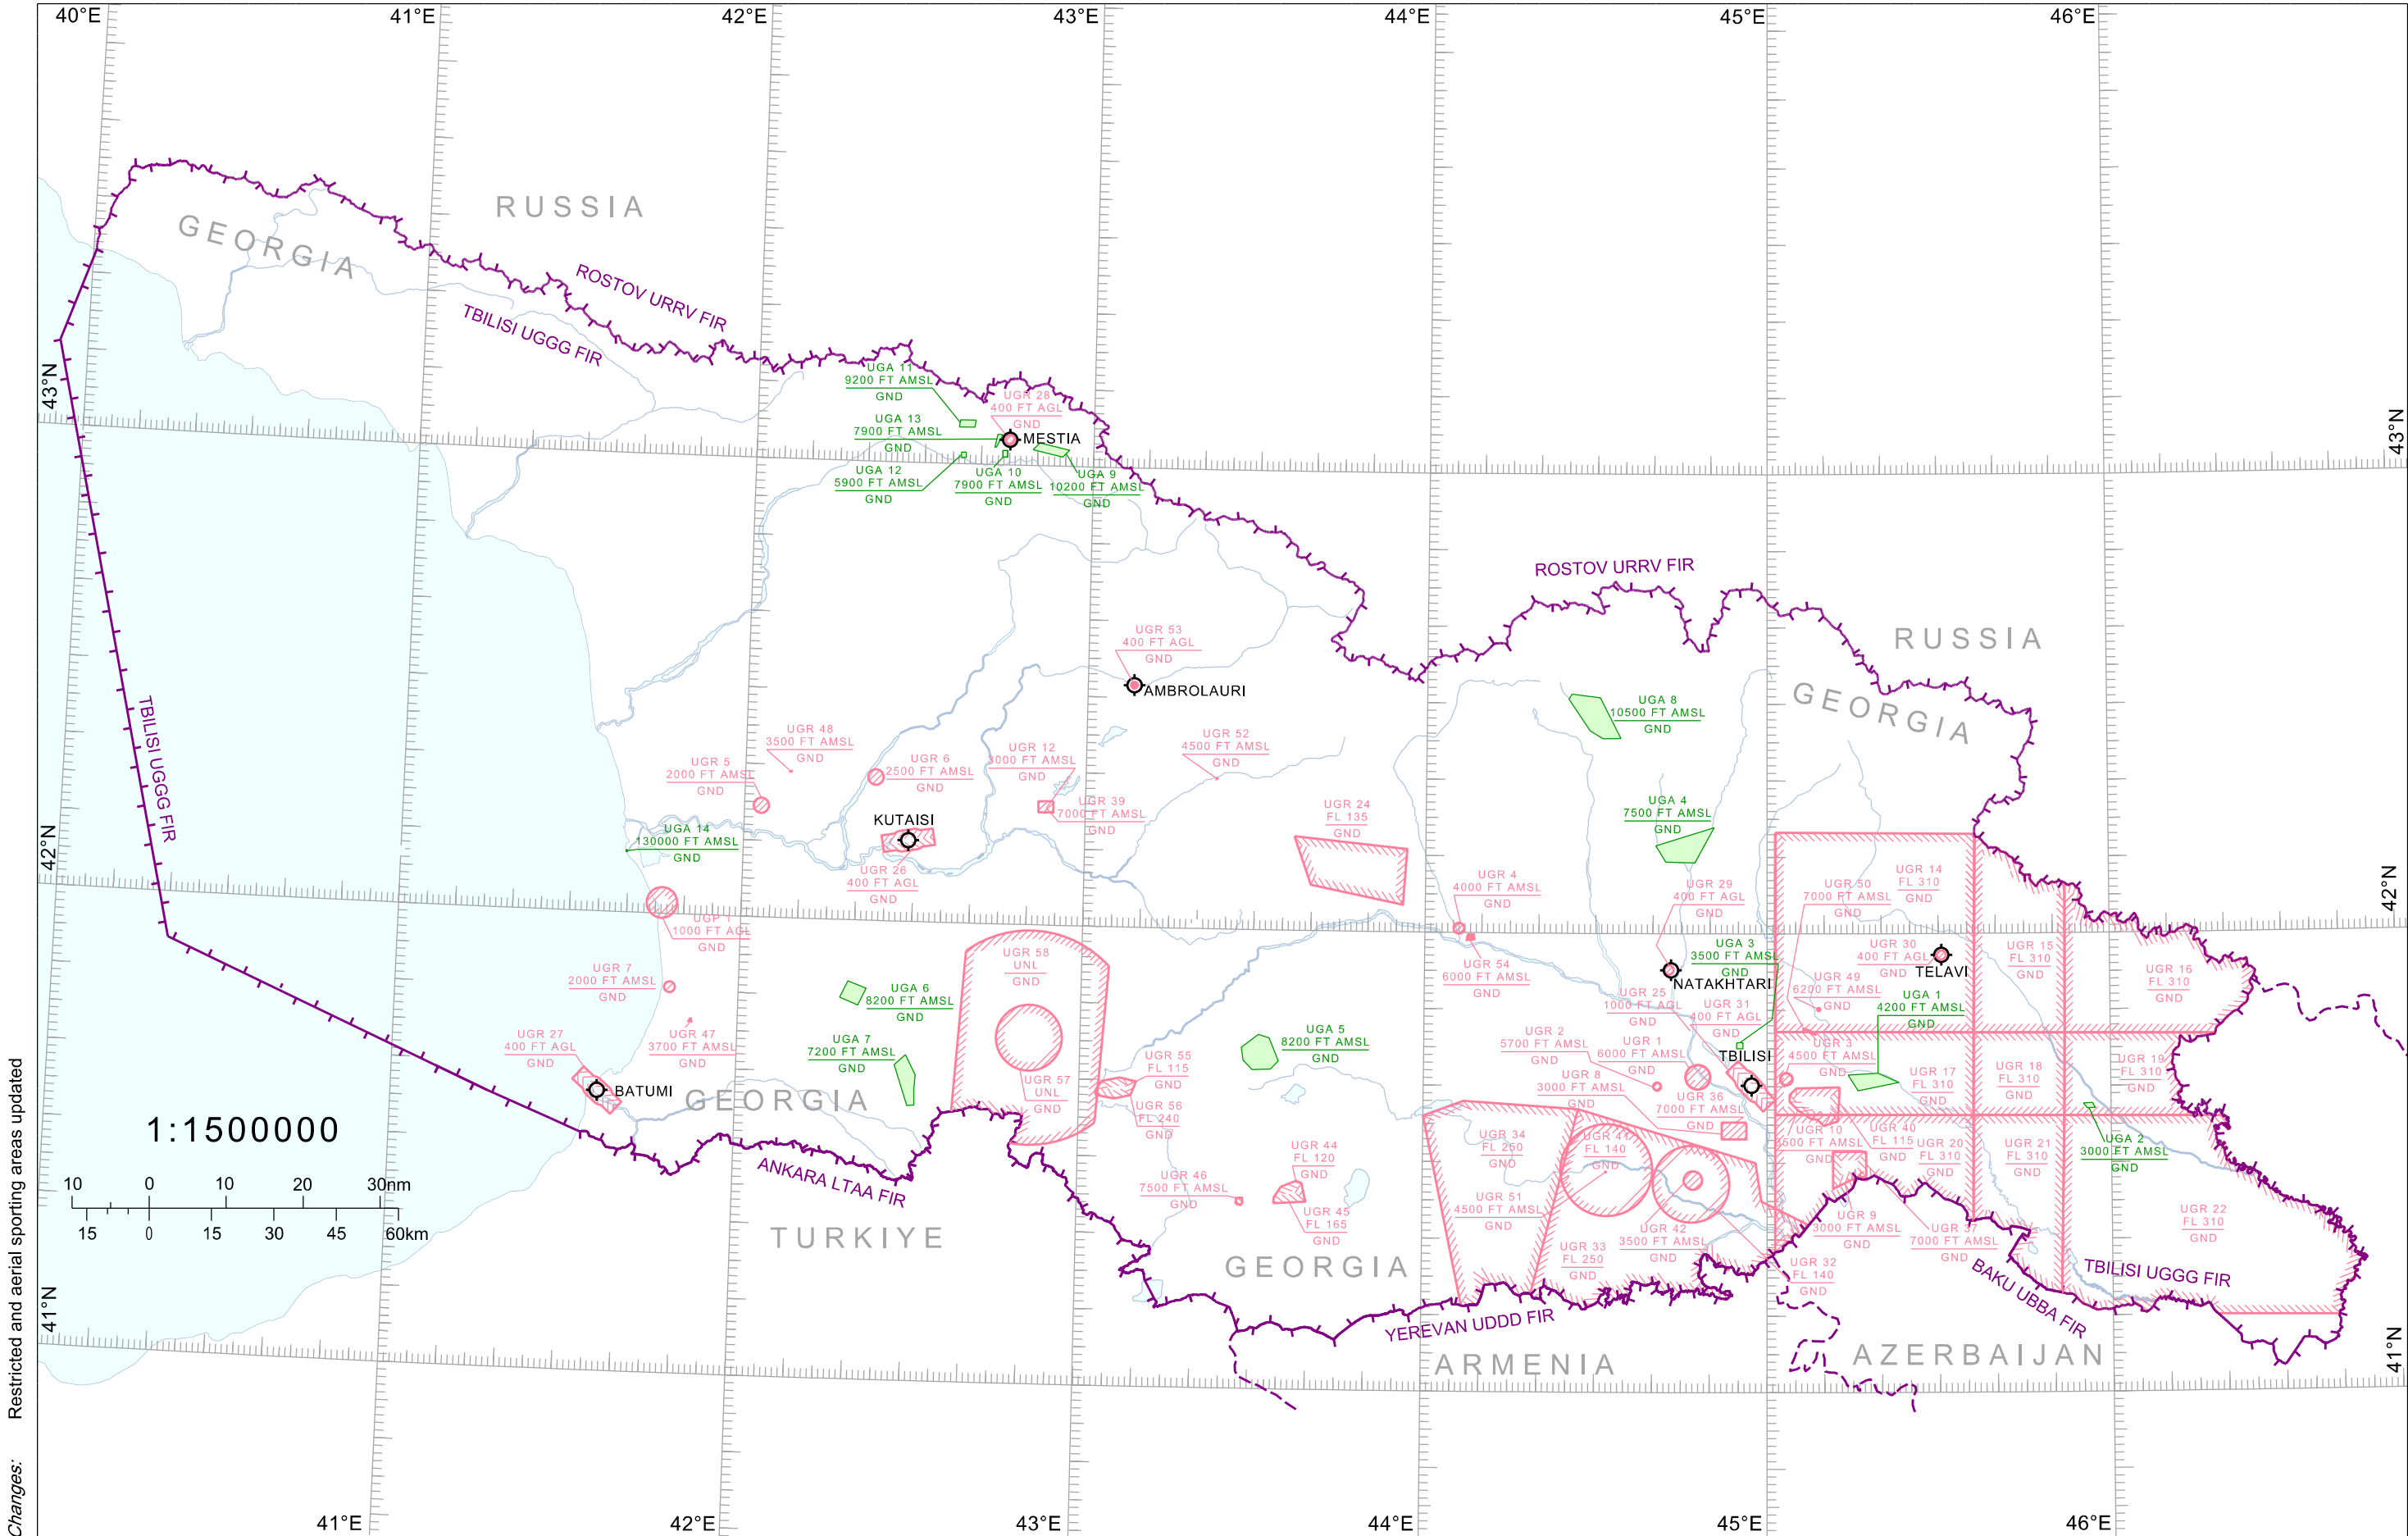 40°E
41°E
42°E
43°E
44°E
45°E
46°E
RUSSIA
GEORGIA
ROSTOV URRV FIR
TBILISI UGGG FIR
43°N
43°N
UGA 11
9200 FT AMSL
GND
UGR 28
400 FT AGL
GND
UGA 13
7900 FT AMSL
GND
MESTIA
UGA 12
5900 FT AMSL
GND
UGA 10
7900 FT AMSL
GND
UGA 9
10200 FT AMSL
GND
ROSTOV URRV FIR
RUSSIA
GEORGIA
UGR 53
400 FT AGL
GND
AMBROLAURI
UGA 8
10500 FT AMSL
GND
TBILISI UGGG FIR
UGR 48
3500 FT AMSL
GND
UGR 5
2000 FT AMSL
GND
UGR 6
2500 FT AMSL
GND
UGR 12
3000 FT AMSL
GND
UGR 52
4500 FT AMSL
GND
UGR 39
7000 FT AMSL
GND
UGR 24
FL 135
GND
UGA 4
7500 FT AMSL
GND
KUTAISI
UGA 14
130000 FT AMSL
GND
42°N
42°N
UGR 26
400 FT AGL
GND
UGR 4
4000 FT AMSL
GND
UGR 29
400 FT AGL
GND
UGR 50
7000 FT AMSL
GND
UGR 14
FL 310
GND
UGP 1
1000 FT AGL
GND
UGR 58
UNL
GND
UGR 54
6000 FT AMSL
GND
UGA 3
3500 FT AMSL
GND
UGR 30
400 FT AGL
GND
TELAVI
UGR 15
FL 310
GND
UGR 16
FL 310
GND
UGR 7
2000 FT AMSL
GND
UGA 6
8200 FT AMSL
GND
NATAKHTARI
UGR 49
6200 FT AMSL
GND
UGR 25
1000 FT AGL
GND
UGR 31
400 FT AGL
GND
UGA 1
4200 FT AMSL
GND
UGR 27
400 FT AGL
GND
UGR 47
3700 FT AMSL
GND
UGA 7
7200 FT AMSL
GND
UGA 5
8200 FT AMSL
GND
UGR 2
5700 FT AMSL
GND
UGR 1
6000 FT AMSL
GND
TBILISI
UGR 3
4500 FT AMSL
GND
UGR 55
FL 115
GND
UGR 8
3000 FT AMSL
GND
UGR 17
FL 310
GND
UGR 18
FL 310
GND
UGR 19
FL 310
GND
BATUMI
GEORGIA
UGR 57
UNL
GND
UGR 56
FL 240
GND
UGR 36
7000 FT AMSL
GND
1:1500000
UGR 34
FL 250
GND
UGR 41
FL 140
GND
UGR 10
GND
UGR 40
FL 115
GND
UGR 20
FL 310
GND
UGR 21
FL 310
GND
UGA 2
3000 FT AMSL
GND
ANKARA LTAA FIR
UGR 44
FL 120
GND
UGR 46
7500 FT AMSL
GND
10 0 10 20 30nm
15 0 15 30 45 60km
UGR 45
FL 165
GND
UGR 51
4500 FT AMSL
GND
UGR 42
3500 FT AMSL
GND
UGR 9
3000 FT AMSL
GND
UGR 37
7000 FT AMSL
GND
UGR 22
FL 310
GND
TURKIYE
GEORGIA
UGR 33
FL 250
GND
UGR 32
FL 140
GND
BAKU UBBA FIR
TBILISI UGGG FIR
41°N
41°N
YEREVAN UDDD FIR
ARMENIA
AZERBAIJAN
41°E
42°E
43°E
44°E
45°E
46°E
Changes: Restricted and aerial sporting areas updated